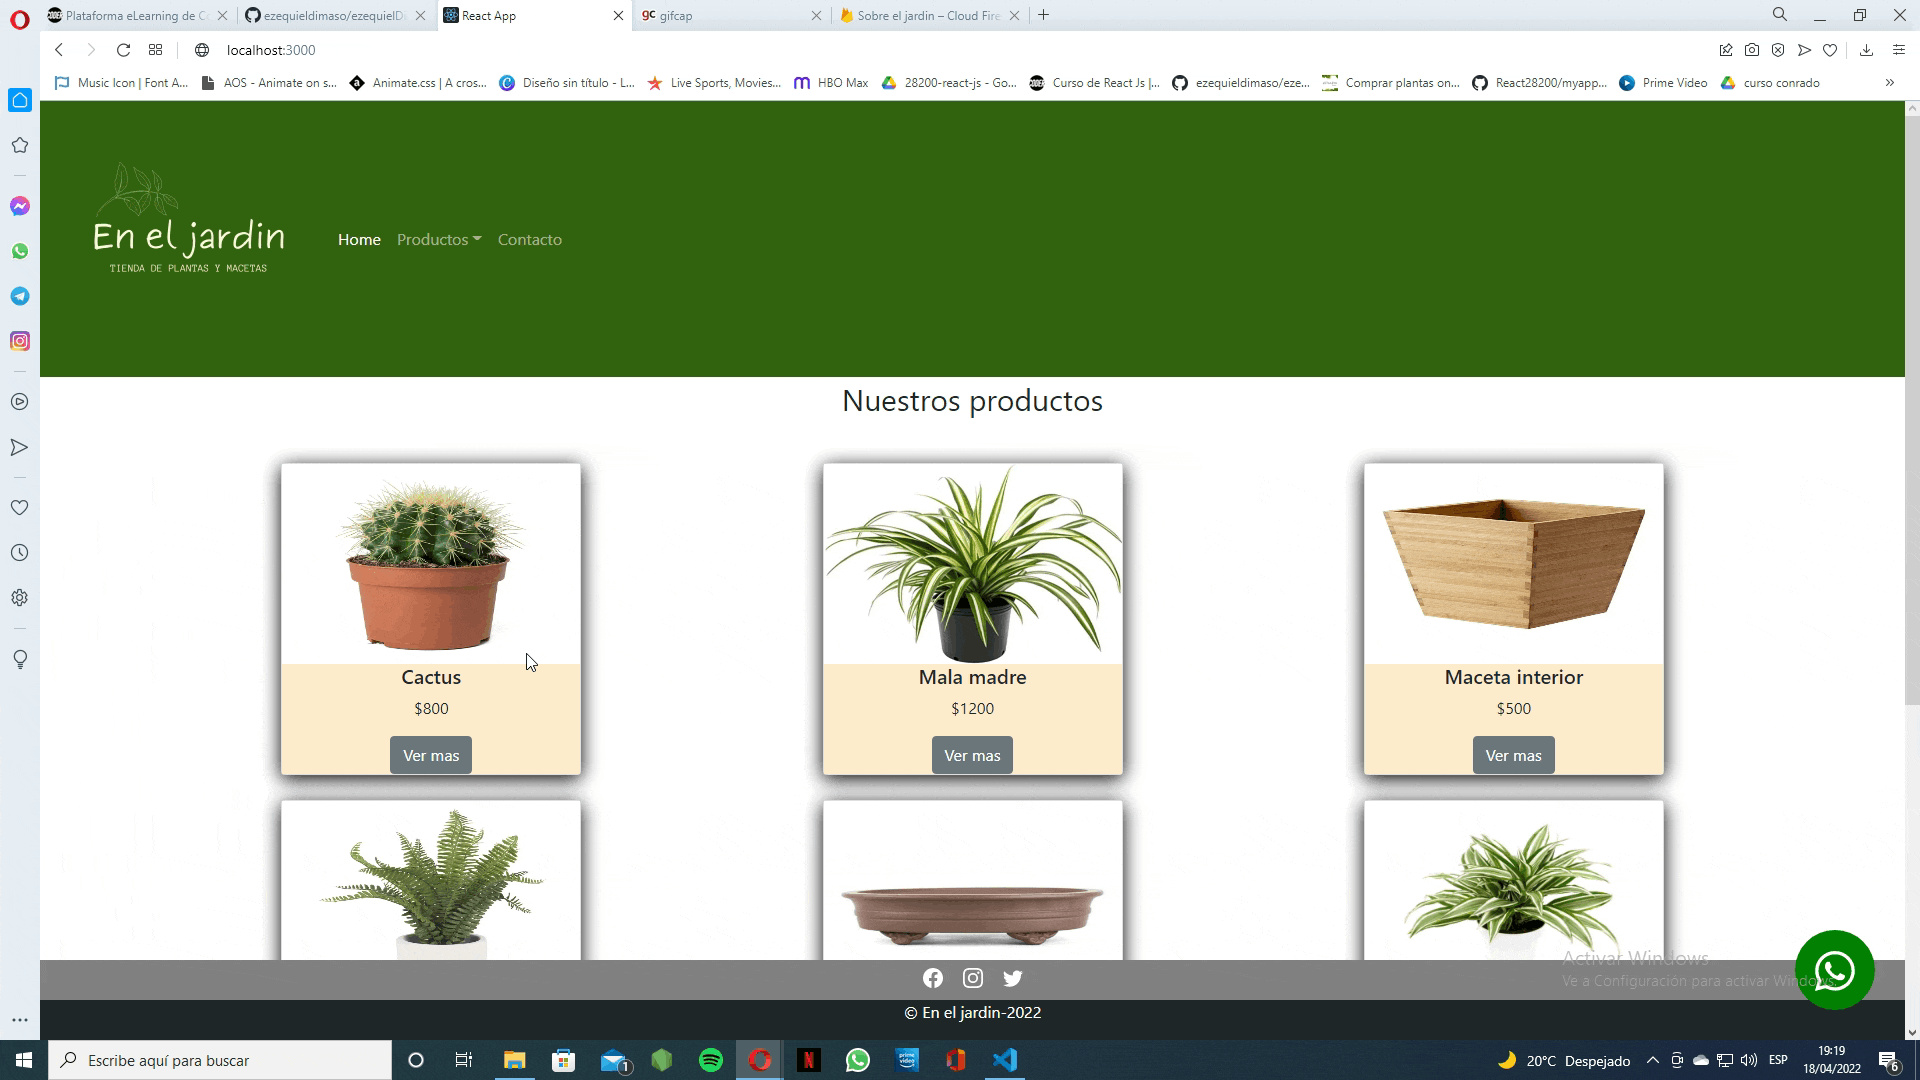 Plataforma eLearning de C
ezequieldimaso/ezequielD
React App
gc gifcap
Sobre el jardin – Cloud Fire
localhost:3000
Music Icon | Font A...
AOS - Animate on s...
Animate.css | A cros...
Diseño sin título - L...
Live Sports, Movies...
HBO Max
28200-react-js - Go...
Curso de React Js |...
ezequieldimaso/eze...
Comprar plantas on...
React28200/myapp...
Prime Video
curso conrado
»
En el jardin
TIENDA DE PLANTAS Y MACETAS
Home
Productos
Contacto
Nuestros productos
Cactus
$800
Ver mas
Mala madre
$1200
Ver mas
Maceta interior
$500
Ver mas
Activar Windows
Ve a Configuración para activar Windows.
© En el jardin-2022
Escribe aquí para buscar
1
prime video
20°C Despejado
ESP
19:19
18/04/2022
6